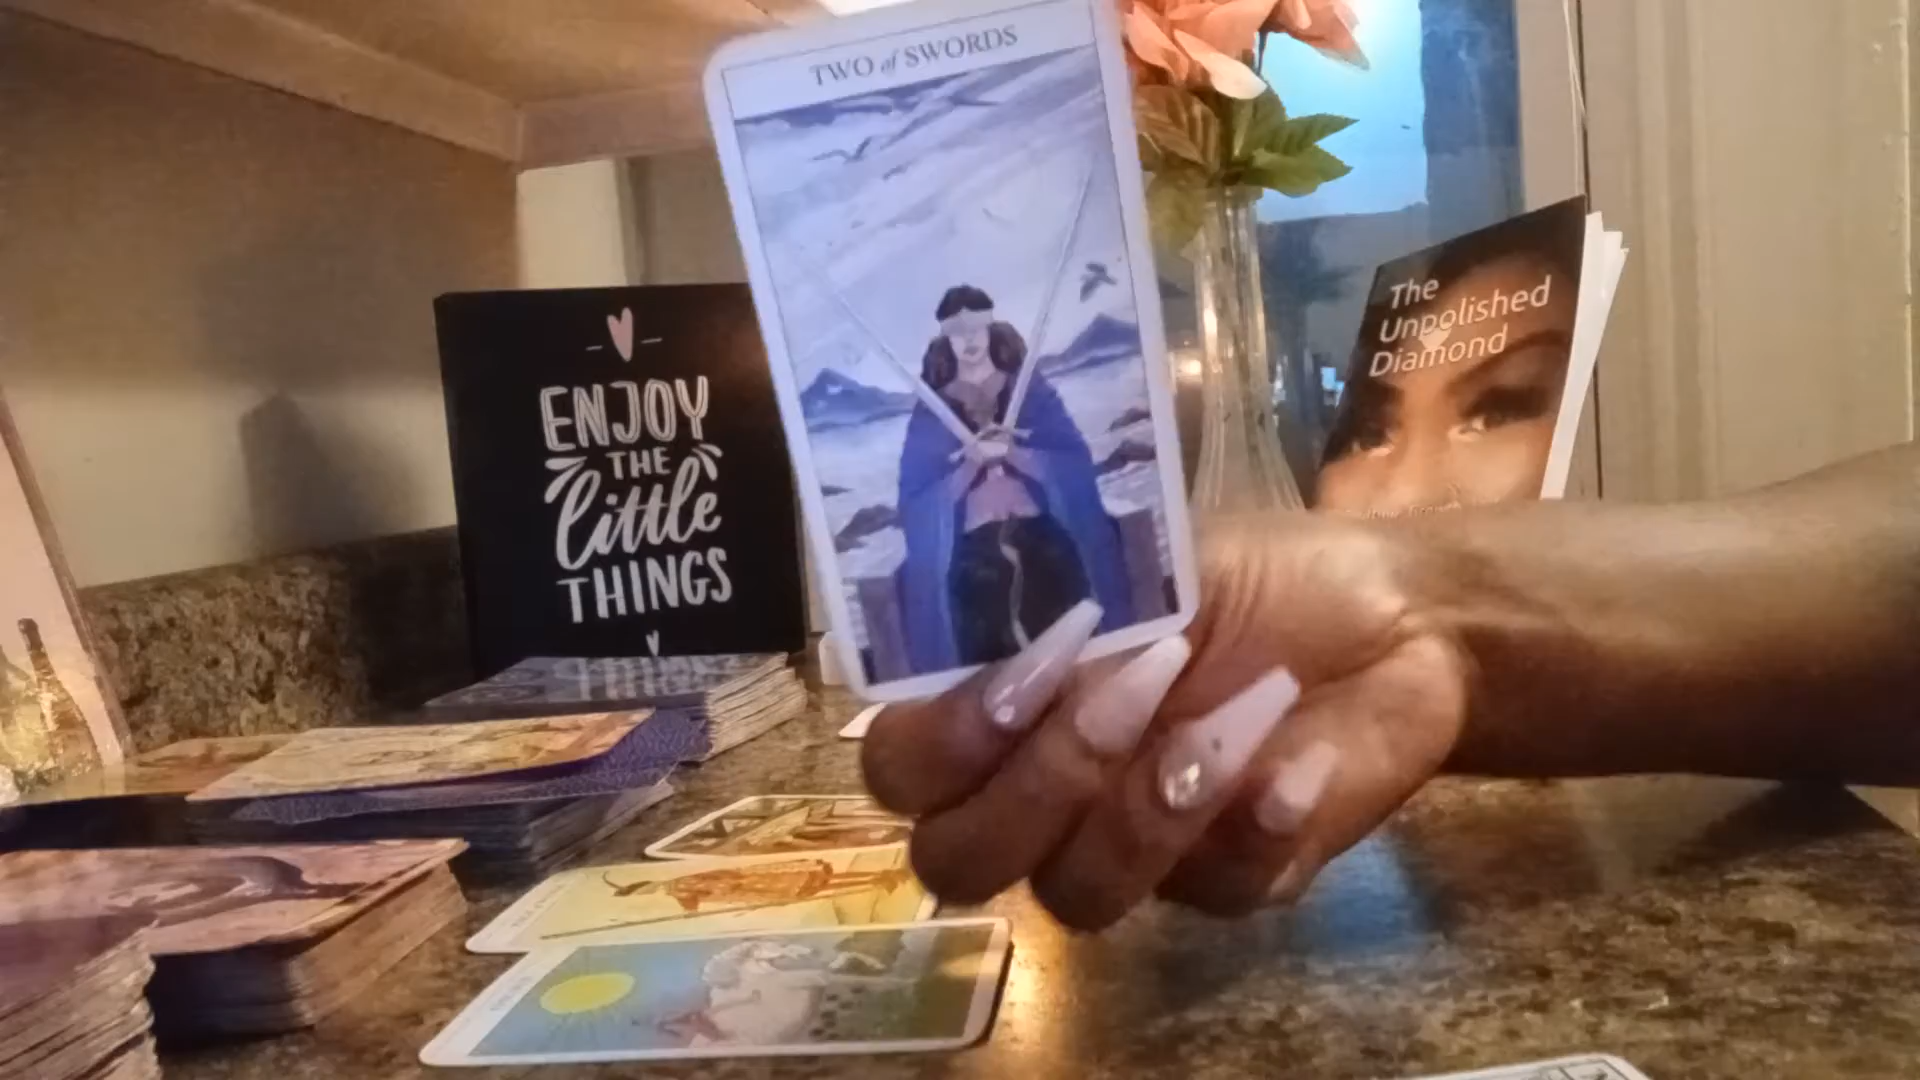 TWO of SWORDS
ENJOY
THE
little
THINGS
The
Unpolished
Diamond